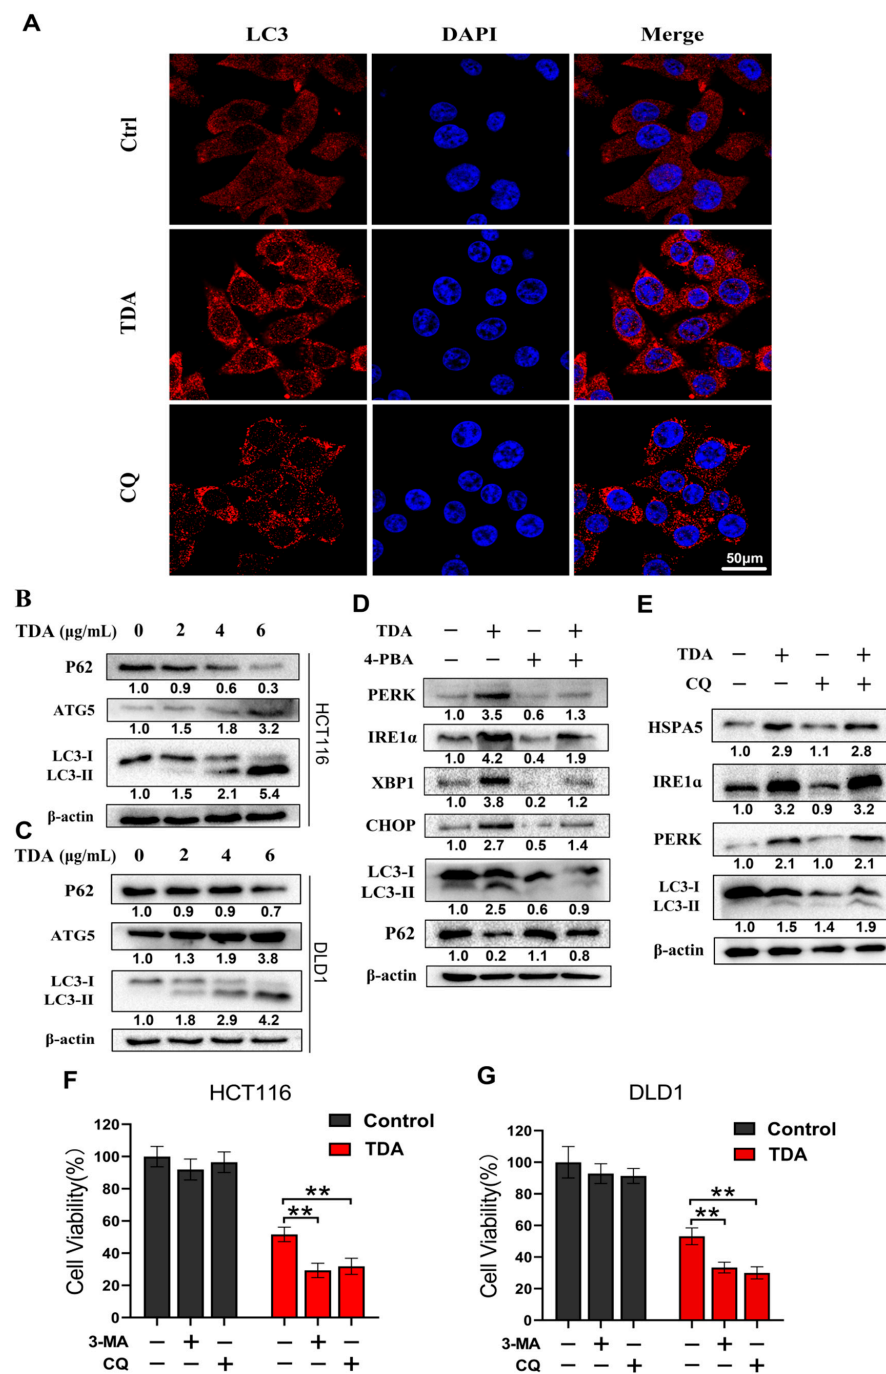 A
LC3 DAPI Merge
Ctrl
TDA
CQ
50μm
B
TDA (μg/mL) 0 2 4 6
P62
1.0 0.9 0.6 0.3
ATG5
1.0 1.5 1.8 3.2
LC3-I
LC3-II
1.0 1.5 2.1 5.4
β-actin
HCT116
C
TDA (μg/mL)
0 2 4 6
P62
1.0 0.9 0.9 0.7
ATG5
1.0 1.3 1.9 3.8
LC3-I
LC3-II
1.0 1.8 2.9 4.2
β-actin
DLD1
D
TDA − + − +
4-PBA − − + +
PERK
1.0 3.5 0.6 1.3
IRE1α
1.0 4.2 0.4 1.9
XBP1
1.0 3.8 0.2 1.2
CHOP
1.0 2.7 0.5 1.4
LC3-I
LC3-II
1.0 2.5 0.6 0.9
P62
1.0 0.2 1.1 0.8
β-actin
E
TDA − + − +
CQ − − + +
HSPA5
1.0 2.9 1.1 2.8
IRE1α
1.0 3.2 0.9 3.2
PERK
1.0 2.1 1.0 2.1
LC3-I
LC3-II
1.0 1.5 1.4 1.9
β-actin
F
HCT116
Control
TDA
Cell Viability(%)
120
100
80
60
40
20
0
**
**
3-MA − + − − + −
CQ − − + − − +
G
DLD1
Control
TDA
Cell Viability(%)
120
100
80
60
40
20
0
**
**
3-MA − + − − + −
CQ − − + − − +